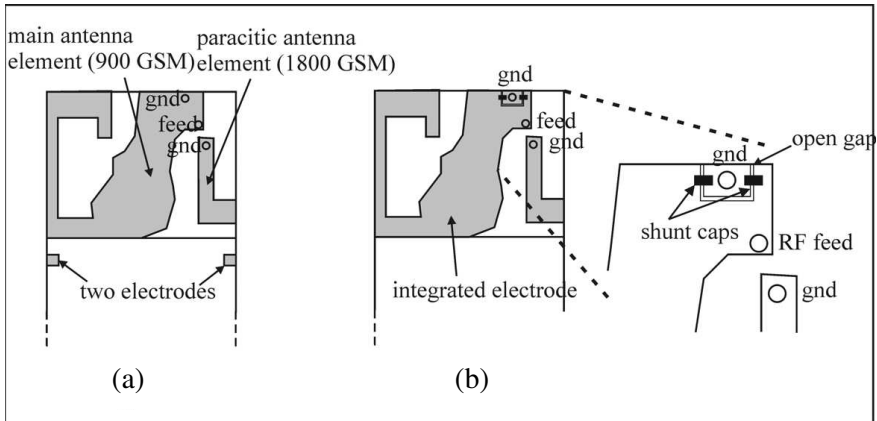 main antenna
element (900 GSM)
paracitic antenna
element (1800 GSM)
gnd
feed
gnd
two electrodes
(a)
gnd
feed
gnd
integrated electrode
(b)
open gap
gnd
shunt caps
RF feed
gnd